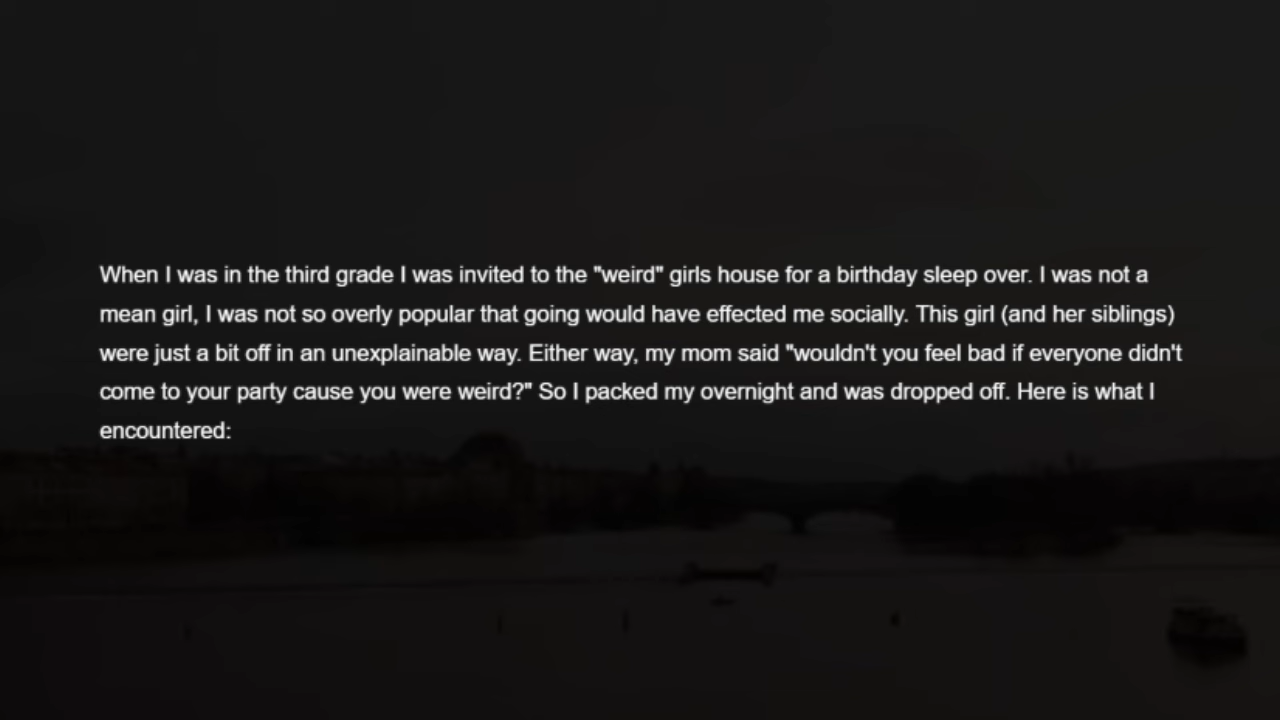 When I was in the third grade I was invited to the "weird" girls house for a birthday sleep over. I was not a
mean girl, I was not so overly popular that going would have effected me socially. This girl (and her siblings)
were just a bit off in an unexplainable way. Either way, my mom said "wouldn't you feel bad if everyone didn't
come to your party cause you were weird?" So I packed my overnight and was dropped off. Here is what I
encountered: